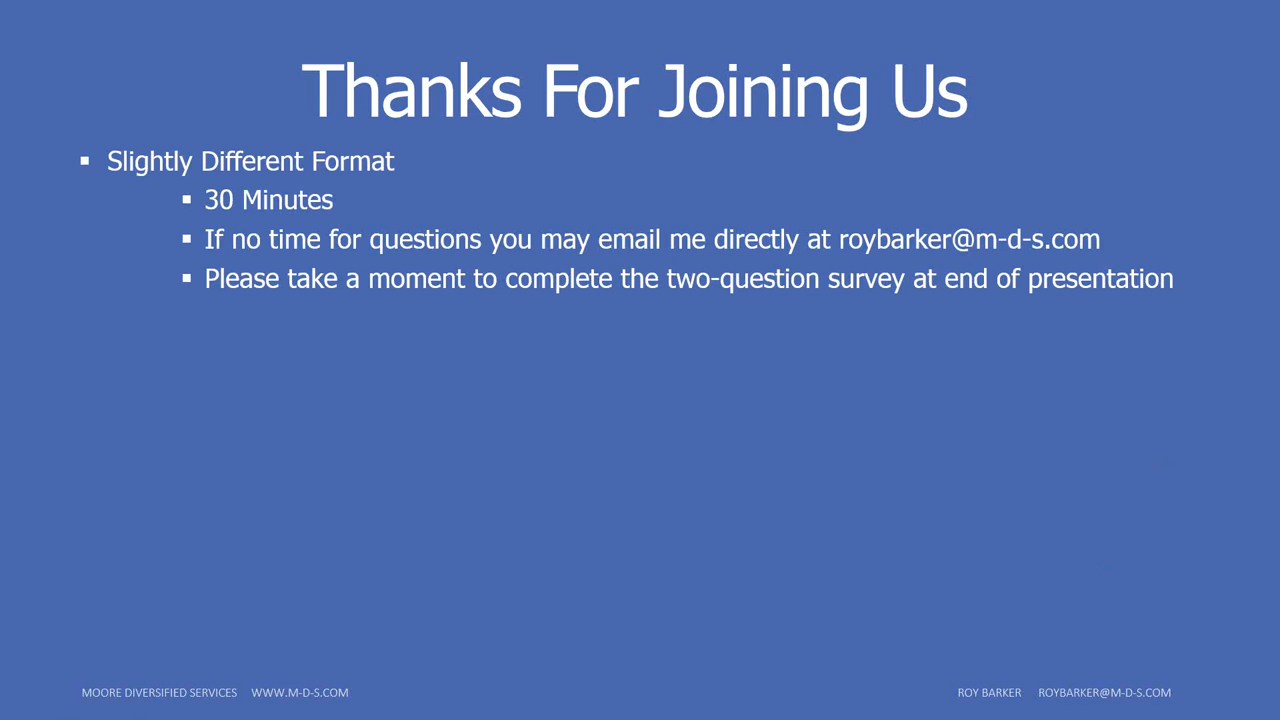 Thanks For Joining Us
▪ Slightly Different Format
▪ 30 Minutes
▪ If no time for questions you may email me directly at roybarker@m-d-s.com
▪ Please take a moment to complete the two-question survey at end of presentation
MOORE DIVERSIFIED SERVICES WWW.M-D-S.COM
ROY BARKER ROYBARKER@M-D-S.COM